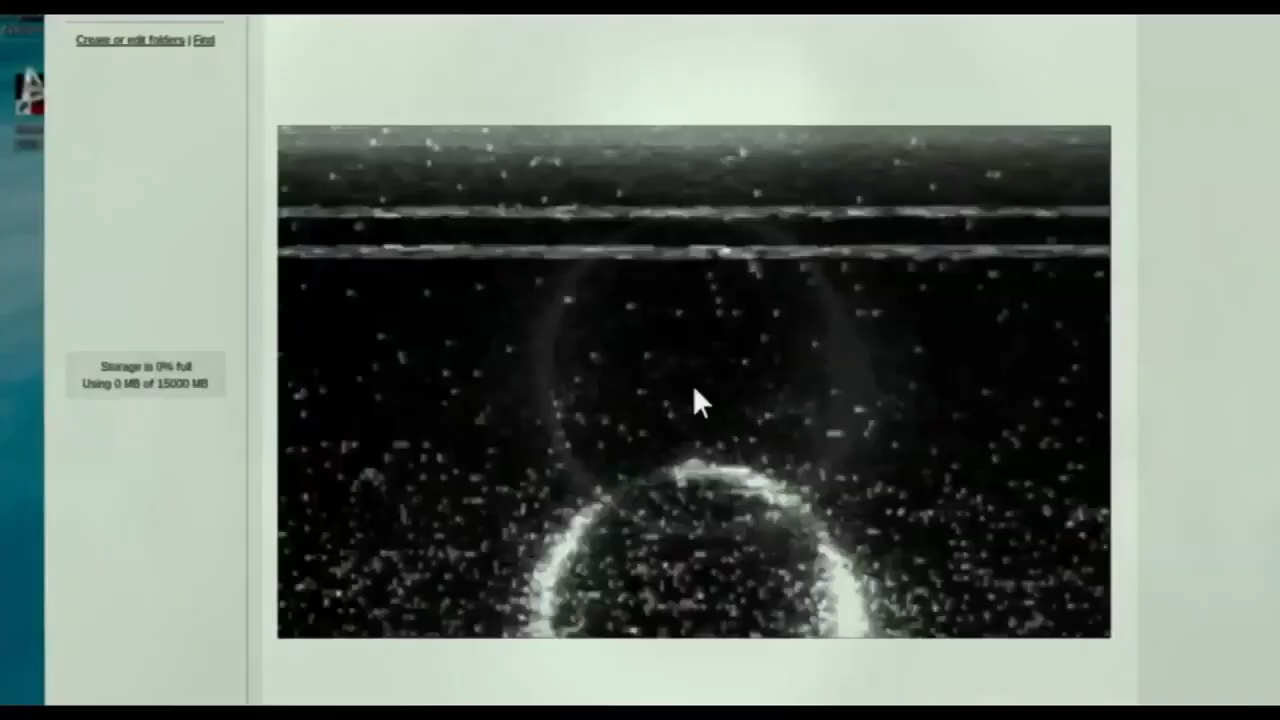 Create or edit folders | Find
Storage is 0% full
Using 0 MB of 15000 MB